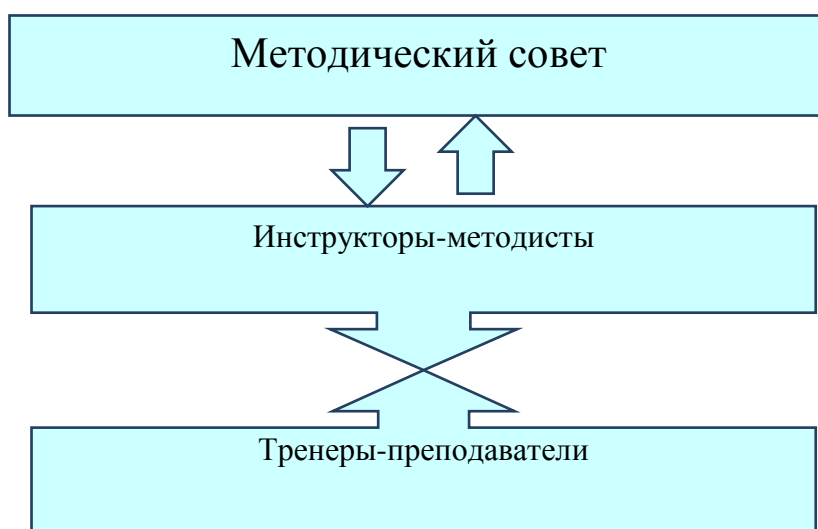 Методический совет
Инструкторы-методисты
Тренеры-преподаватели